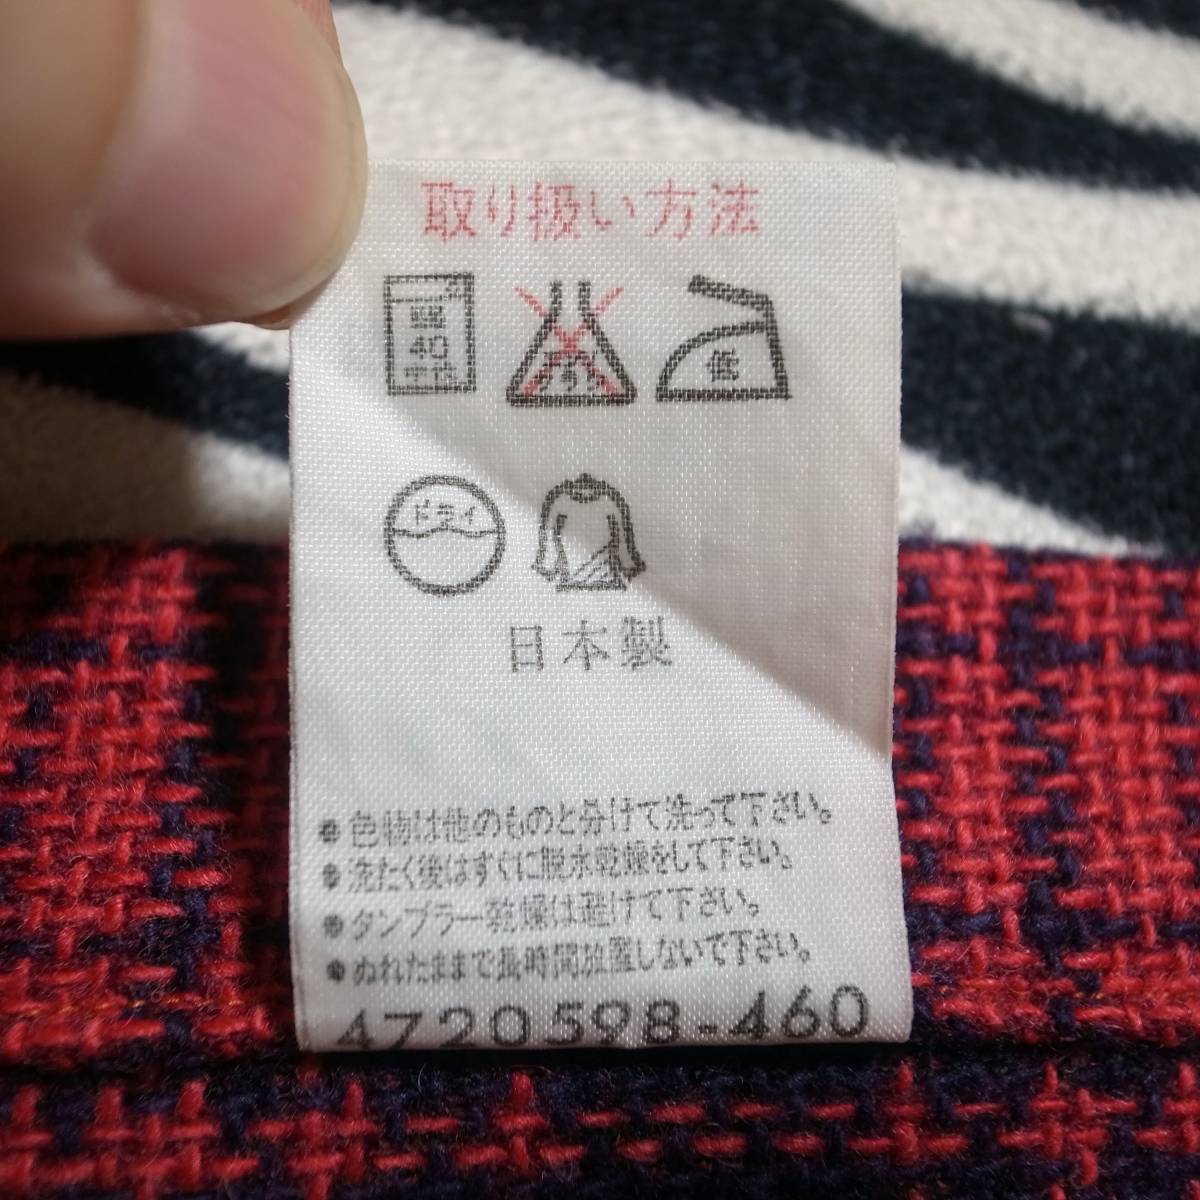 取り扱い方法
40
低
ドライ
日本製
●色物は他のものと分けて洗って下さい。
●洗たく後はすぐに脱水乾燥をして下さい。
●タンブラー乾燥は避けて下さい。
●ぬれたままで長時間放置しないで下さい。
4720598-460